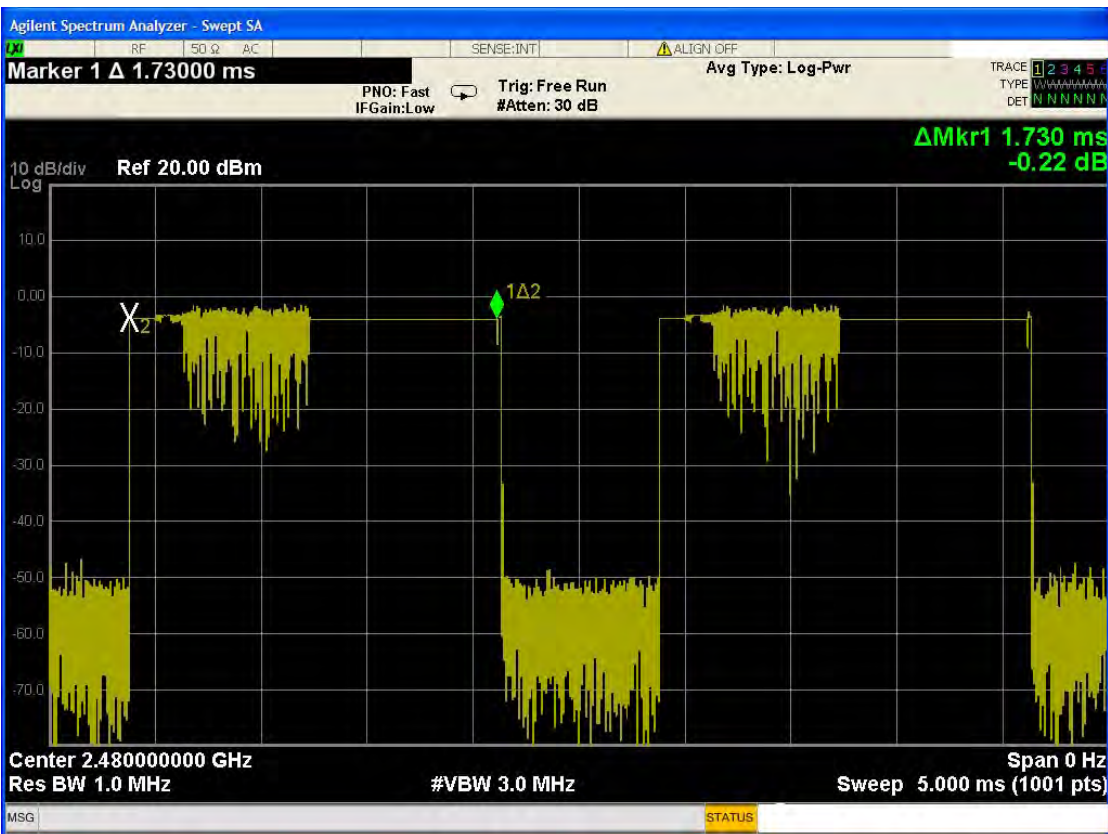 Agilent Spectrum Analyzer - Swept SA
LXI RF 50 Ω AC SENSE:INT ALIGN OFF
Marker 1 Δ 1.73000 ms
PNO: Fast
IFGain:Low
Trig: Free Run
#Atten: 30 dB
Avg Type: Log-Pwr
TRACE 1 2 3 4 5 6
TYPE
DET N N N N N N
ΔMkr1 1.730 ms
-0.22 dB
10 dB/div Ref 20.00 dBm
Log
10.0
0.00
1Δ2
X2
-10.0
-20.0
-30.0
-40.0
-50.0
-60.0
-70.0
Center 2.480000000 GHz Span 0 Hz
Res BW 1.0 MHz #VBW 3.0 MHz Sweep 5.000 ms (1001 pts)
MSG STATUS